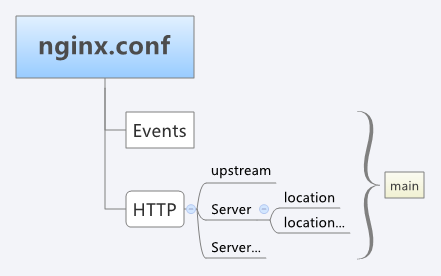 nginx.conf
Events
HTTP
upstream
Server
location
location...
Server...
main